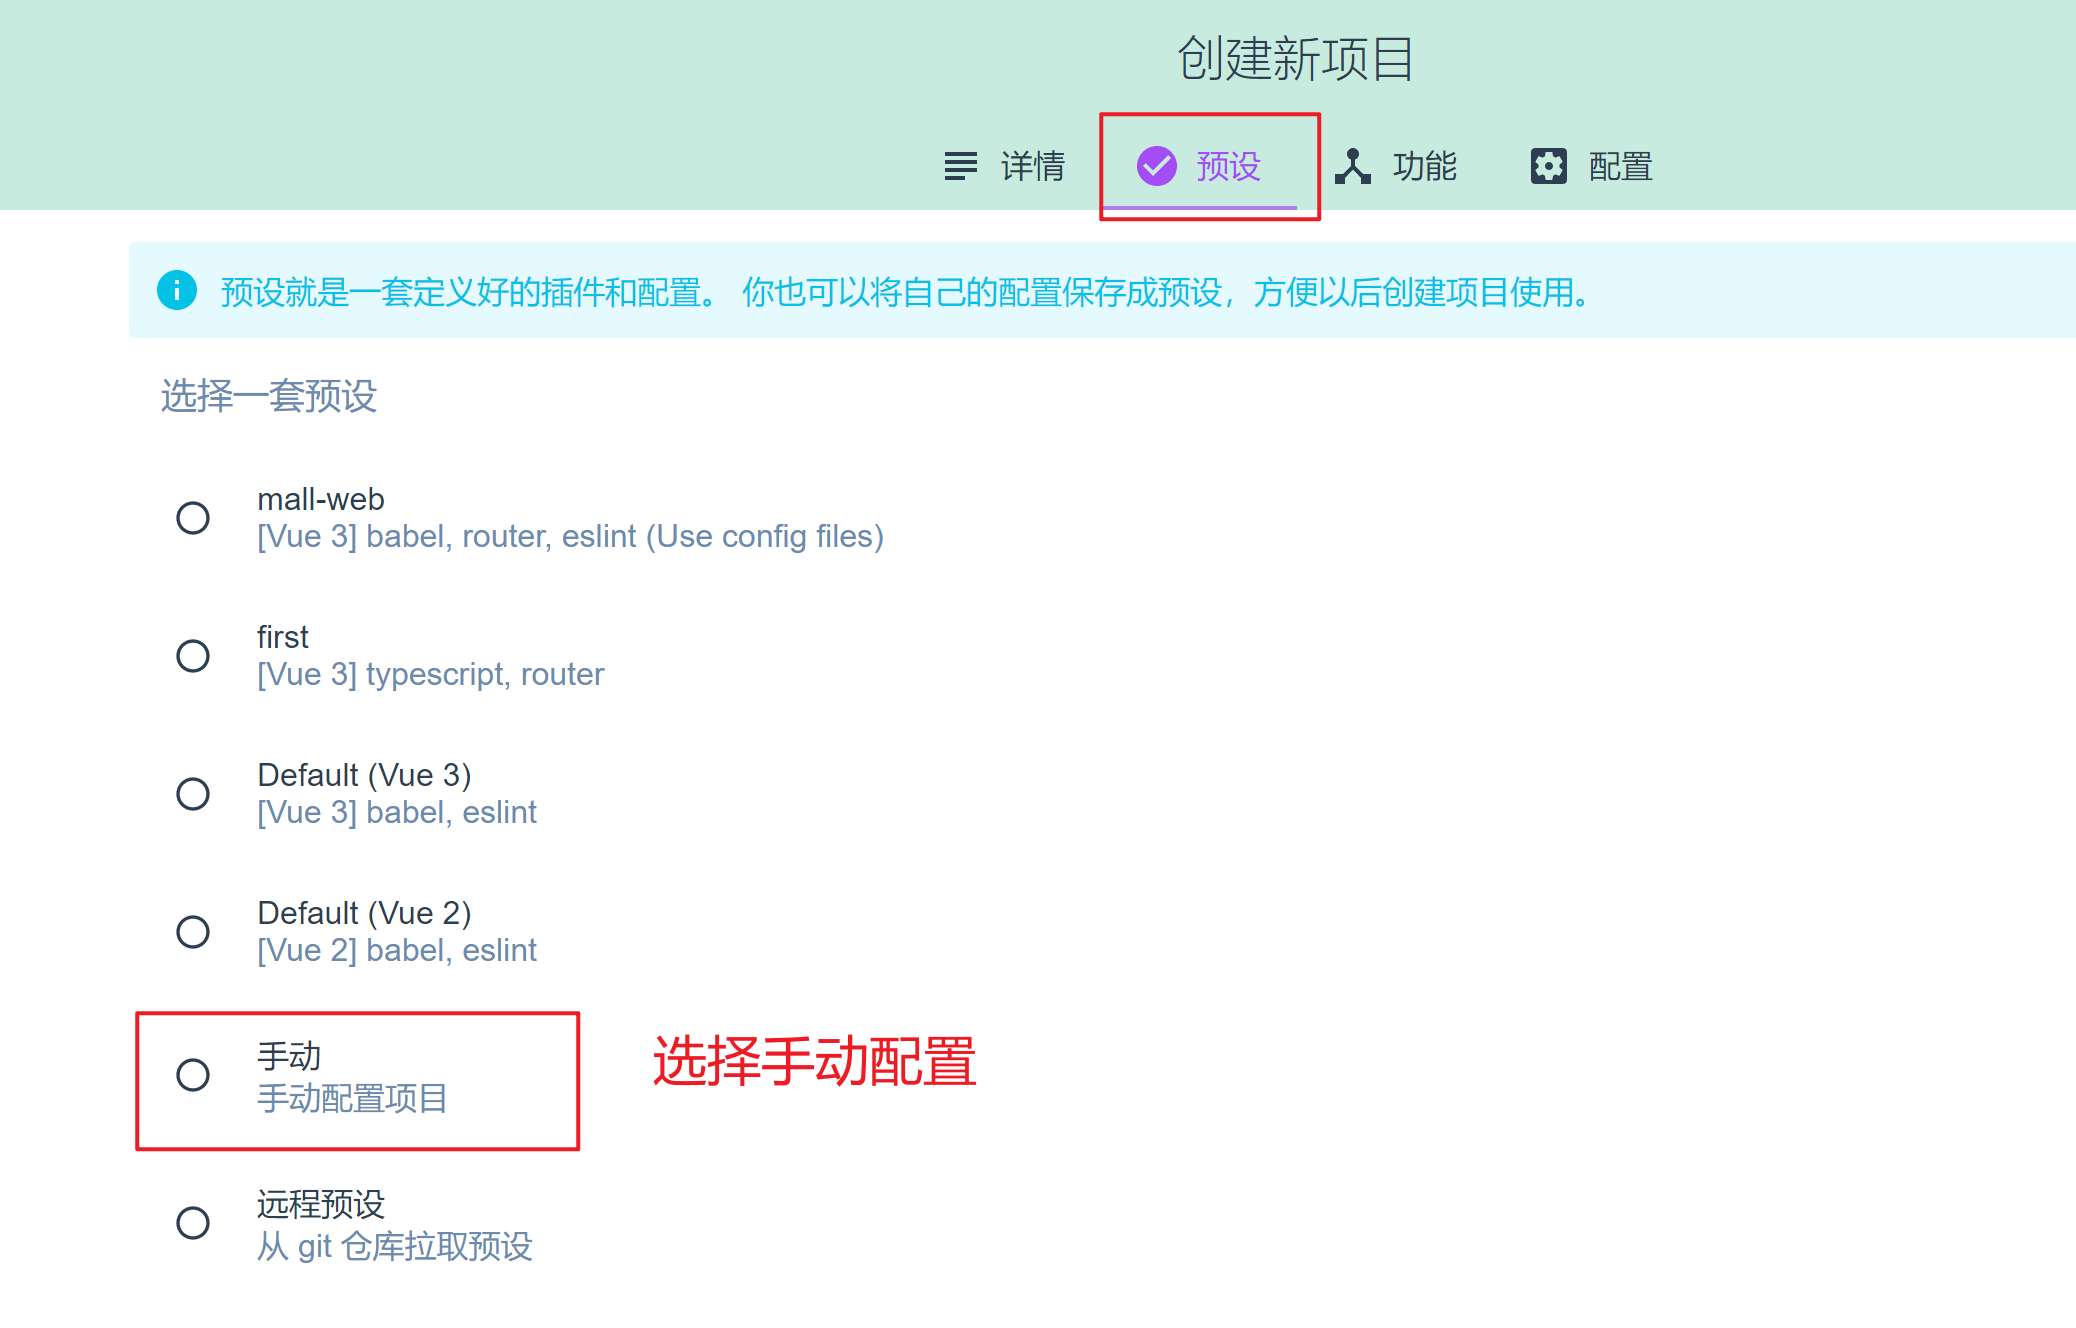 创建新项目
详情 预设 功能 配置
预设就是一套定义好的插件和配置。 你也可以将自己的配置保存成预设，方便以后创建项目使用。
选择一套预设
mall-web
[Vue 3] babel, router, eslint (Use config files)
first
[Vue 3] typescript, router
Default (Vue 3)
[Vue 3] babel, eslint
Default (Vue 2)
[Vue 2] babel, eslint
手动
手动配置项目
选择手动配置
远程预设
从 git 仓库拉取预设